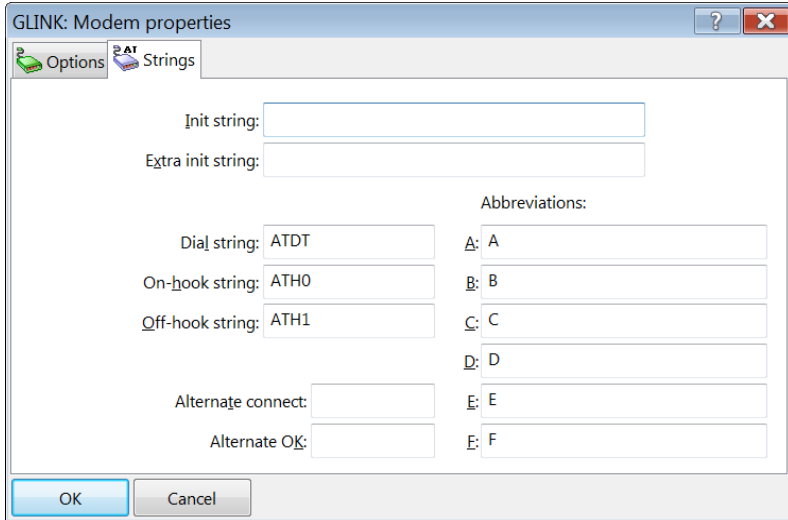 GLINK: Modem properties
?
Options
AT Strings
Init string:
Extra init string:
Abbreviations:
Dial string: ATDT A: A
On-hook string: ATH0 B: B
Off-hook string: ATH1 C: C
D: D
Alternate connect: E: E
Alternate OK: F: F
OK Cancel